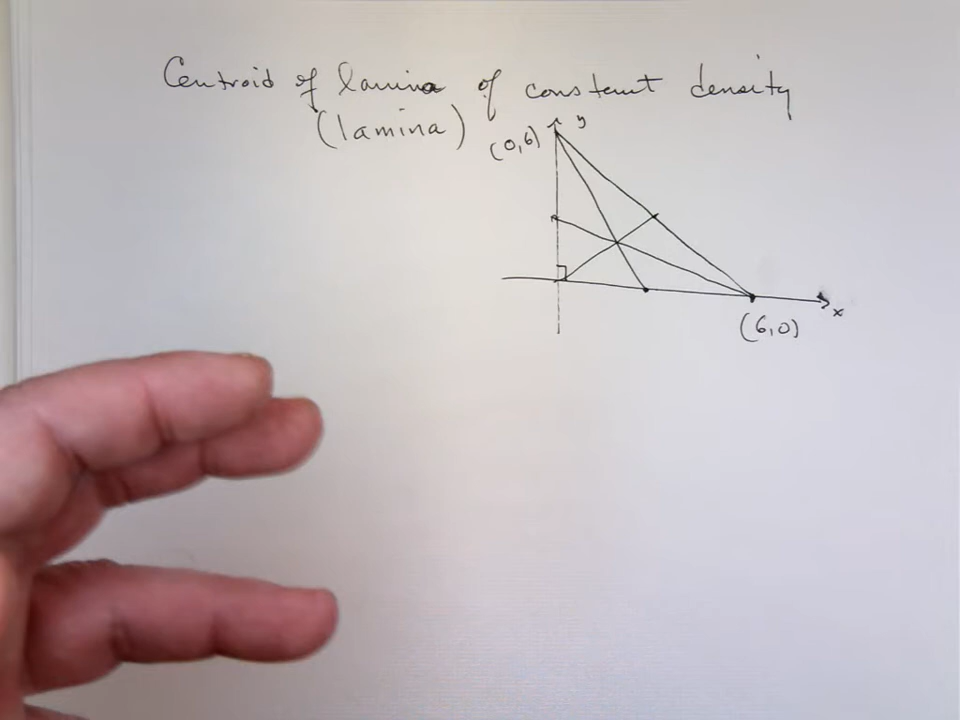 Centroid of lamina of constant density
(lamina)
y
(0,6)
x
(6,0)